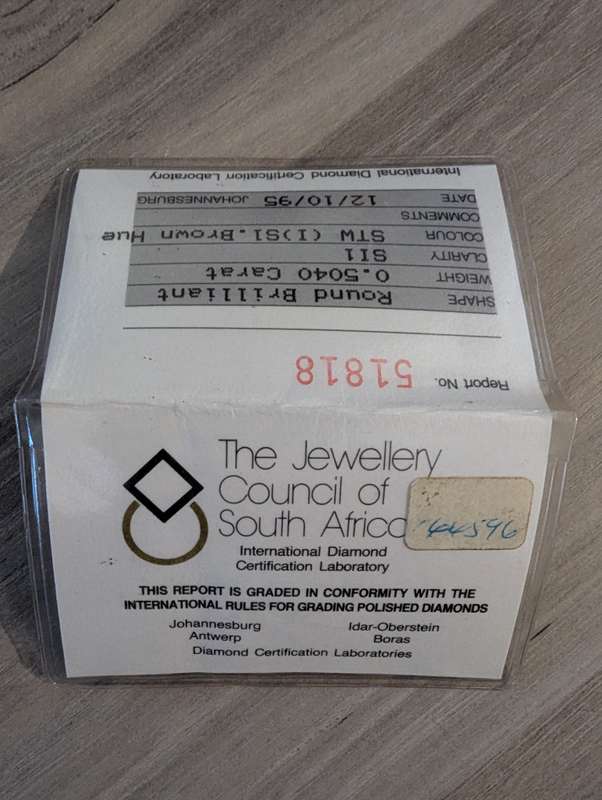 International Diamond Certification Laboratory
Report No. 51818
SHAPE Round Brilliant
WEIGHT 0.5040 Carat
CLARITY SI1
COLOUR STW (I)Sl.Brown Hue
COMMENTS
DATE 12/10/95 JOHANNESBURG
The Jewellery
Council of
South Africa
44596
International Diamond
Certification Laboratory
THIS REPORT IS GRADED IN CONFORMITY WITH THE
INTERNATIONAL RULES FOR GRADING POLISHED DIAMONDS
Johannesburg Idar-Oberstein
Antwerp Boras
Diamond Certification Laboratories